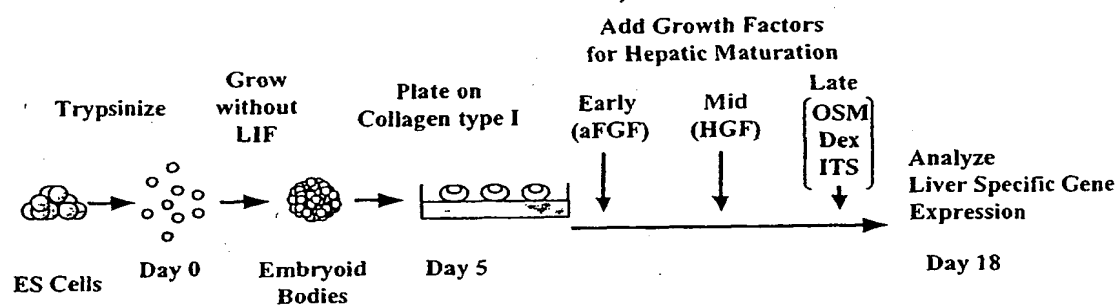 Add Growth Factors
for Hepatic Maturation
Trypsinize
Grow
without
LIF
Plate on
Collagen type I
Early
(aFGF)
Mid
(HGF)
Late
OSM
Dex
ITS
Analyze
Liver Specific Gene
Expression
ES Cells
Day 0
Embryoid
Bodies
Day 5
Day 18